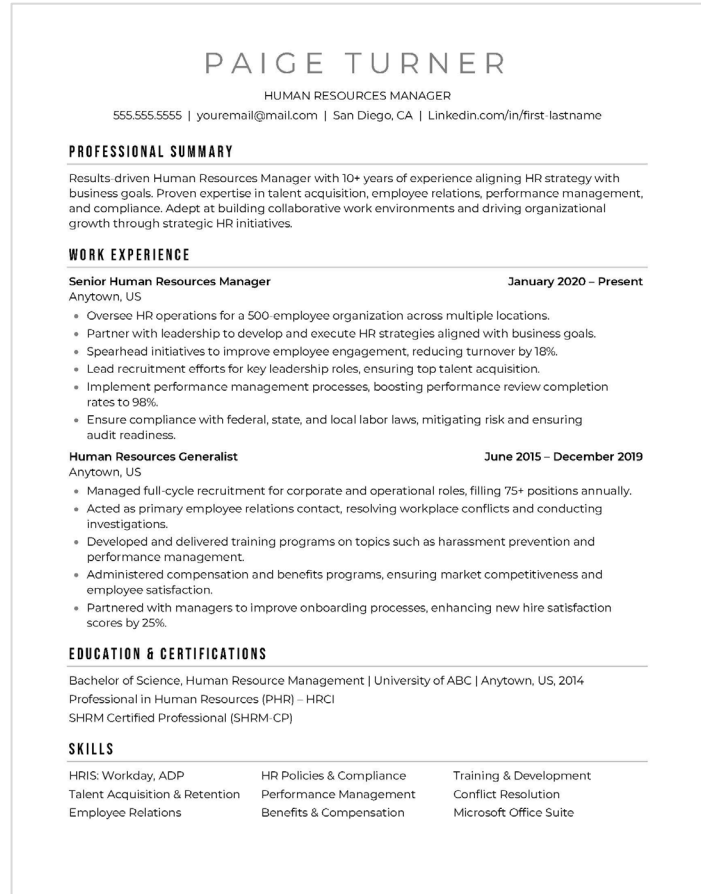 PAIGE TURNER
HUMAN RESOURCES MANAGER
555.555.5555 | youremail@mail.com | San Diego, CA | Linkedin.com/in/first-lastname
PROFESSIONAL SUMMARY
Results-driven Human Resources Manager with 10+ years of experience aligning HR strategy with
business goals. Proven expertise in talent acquisition, employee relations, performance management,
and compliance. Adept at building collaborative work environments and driving organizational
growth through strategic HR initiatives.
WORK EXPERIENCE
Senior Human Resources Manager January 2020 – Present
Anytown, US
• Oversee HR operations for a 500-employee organization across multiple locations.
• Partner with leadership to develop and execute HR strategies aligned with business goals.
• Spearhead initiatives to improve employee engagement, reducing turnover by 18%.
• Lead recruitment efforts for key leadership roles, ensuring top talent acquisition.
• Implement performance management processes, boosting performance review completion
rates to 98%.
• Ensure compliance with federal, state, and local labor laws, mitigating risk and ensuring
audit readiness.
Human Resources Generalist June 2015 – December 2019
Anytown, US
• Managed full-cycle recruitment for corporate and operational roles, filling 75+ positions annually.
• Acted as primary employee relations contact, resolving workplace conflicts and conducting
investigations.
• Developed and delivered training programs on topics such as harassment prevention and
performance management.
• Administered compensation and benefits programs, ensuring market competitiveness and
employee satisfaction.
• Partnered with managers to improve onboarding processes, enhancing new hire satisfaction
scores by 25%.
EDUCATION & CERTIFICATIONS
Bachelor of Science, Human Resource Management | University of ABC | Anytown, US, 2014
Professional in Human Resources (PHR) – HRCI
SHRM Certified Professional (SHRM-CP)
SKILLS
HRIS: Workday, ADP HR Policies & Compliance Training & Development
Talent Acquisition & Retention Performance Management Conflict Resolution
Employee Relations Benefits & Compensation Microsoft Office Suite